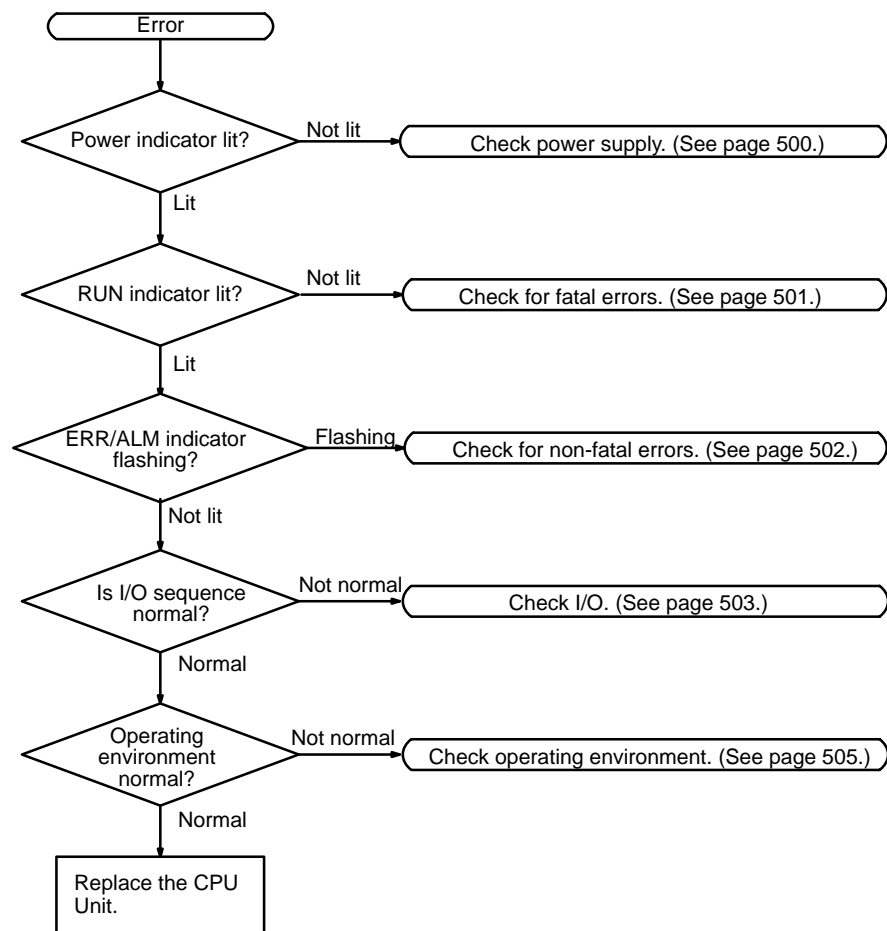 Error
Power indicator lit?
Not lit
Check power supply. (See page 500.)
Lit
RUN indicator lit?
Not lit
Check for fatal errors. (See page 501.)
Lit
ERR/ALM indicator
flashing?
Flashing
Check for non-fatal errors. (See page 502.)
Not lit
Is I/O sequence
normal?
Not normal
Check I/O. (See page 503.)
Normal
Operating
environment
normal?
Not normal
Check operating environment. (See page 505.)
Normal
Replace the CPU
Unit.